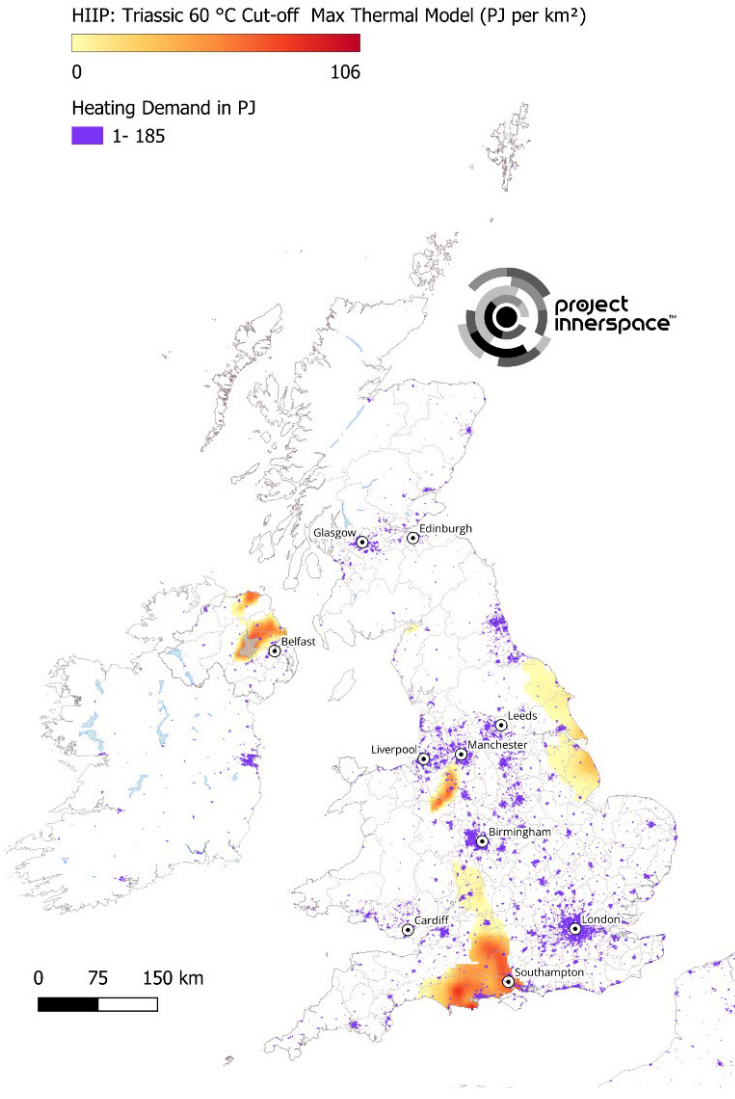 HIIP: Triassic 60 °C Cut-off  Max Thermal Model (PJ per km²)
0
106
Heating Demand in PJ
1- 185
project
innerspace™
Glasgow
Edinburgh
Belfast
Leeds
Liverpool
Manchester
Birmingham
Cardiff
London
Southampton
0 75 150 km